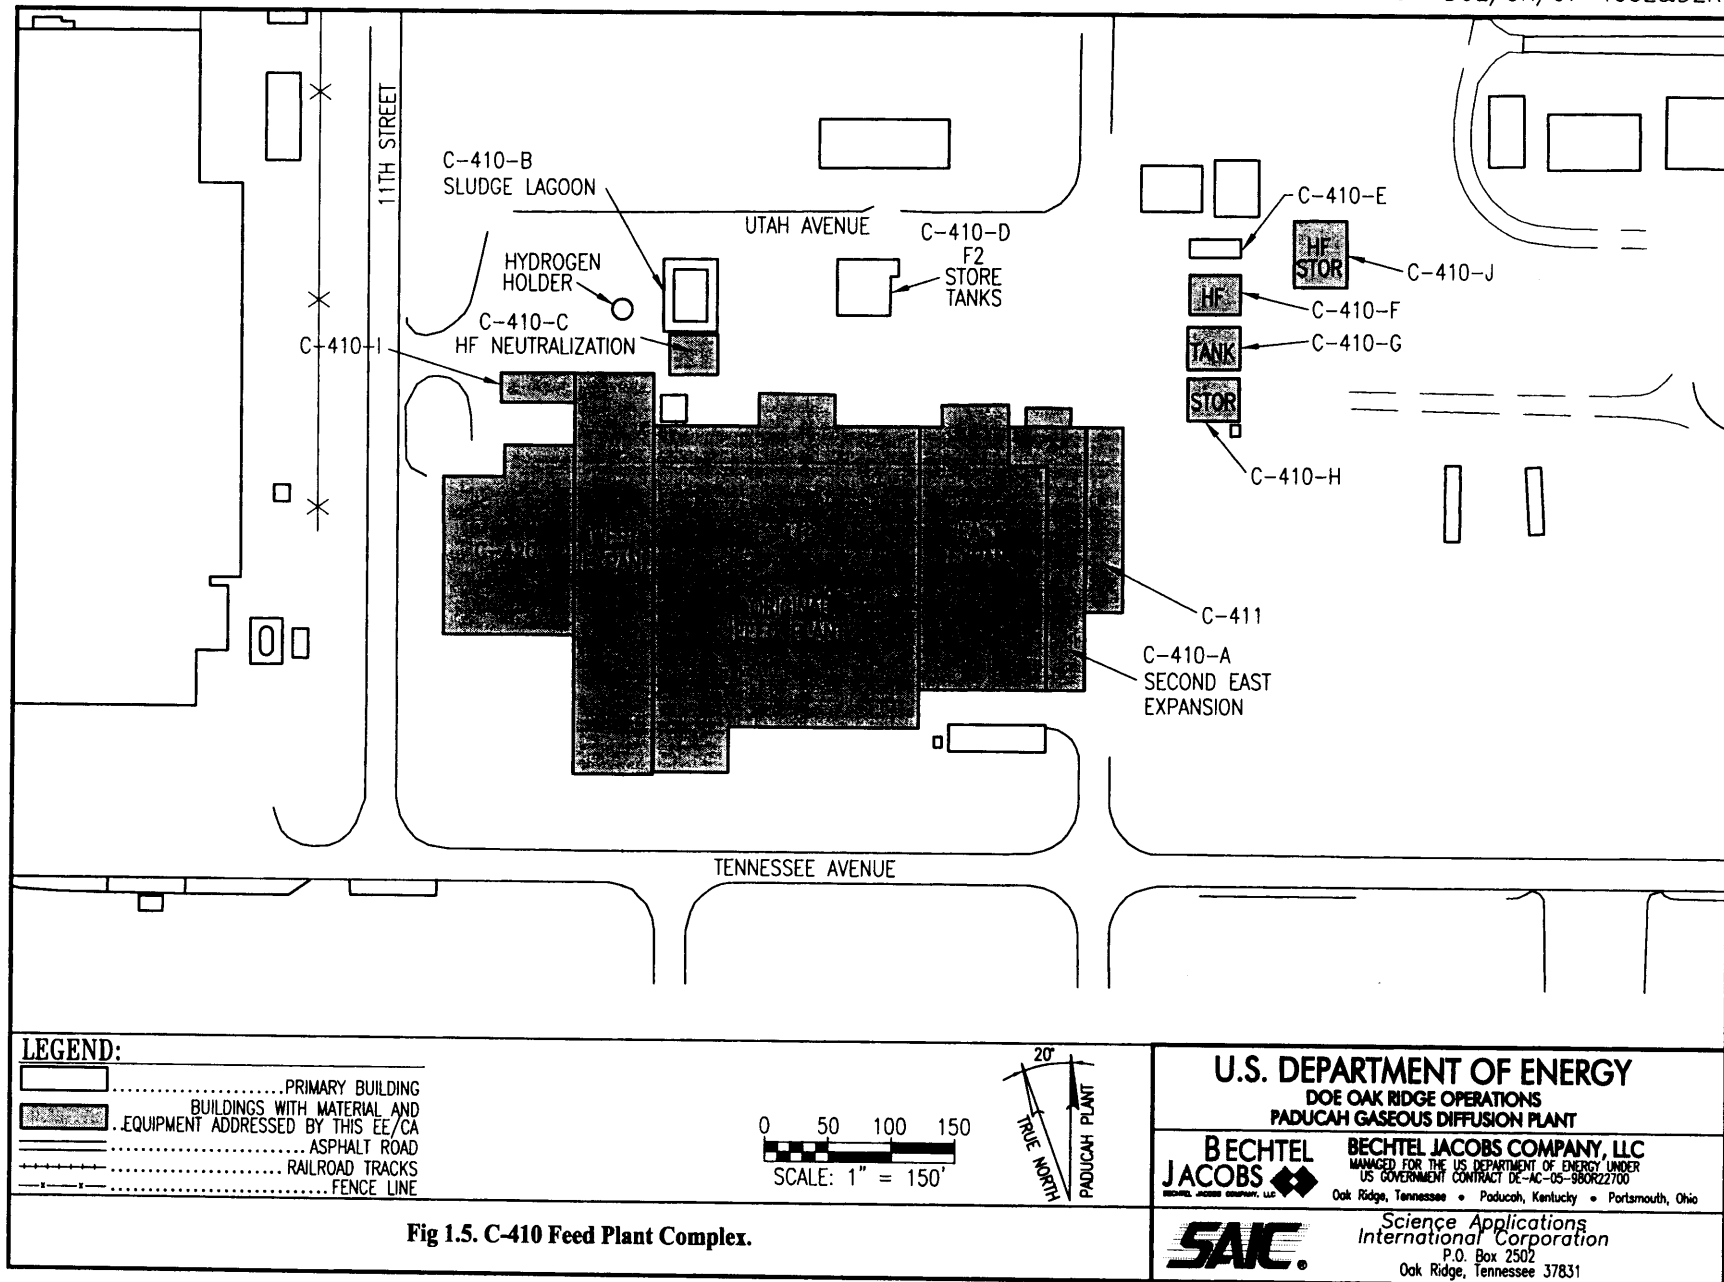 11TH STREET
C-410-B
SLUDGE LAGOON
UTAH AVENUE
C-410-D
F2
STORE
TANKS
HYDROGEN
HOLDER
C-410-C
HF NEUTRALIZATION
C-410-I
C-410-E
HF
STOR
C-410-J
HF
C-410-F
TANK
C-410-G
STOR
C-410-H
C-411
C-410-A
SECOND EAST
EXPANSION
TENNESSEE AVENUE
LEGEND:
PRIMARY BUILDING
BUILDINGS WITH MATERIAL AND
EQUIPMENT ADDRESSED BY THIS EE/CA
ASPHALT ROAD
RAILROAD TRACKS
FENCE LINE
0 50 100 150
SCALE: 1" = 150'
20°
TRUE NORTH
PADUCAH PLANT
Fig 1.5. C-410 Feed Plant Complex.
U.S. DEPARTMENT OF ENERGY
DOE OAK RIDGE OPERATIONS
PADUCAH GASEOUS DIFFUSION PLANT
BECHTEL
JACOBS
BECHTEL JACOBS COMPANY, LLC
BECHTEL JACOBS COMPANY, LLC
MANAGED FOR THE US DEPARTMENT OF ENERGY UNDER
US GOVERNMENT CONTRACT DE-AC-05-98OR22700
Oak Ridge, Tennessee • Paducah, Kentucky • Portsmouth, Ohio
SAIC®
Science Applications
International Corporation
P.O. Box 2502
Oak Ridge, Tennessee 37831